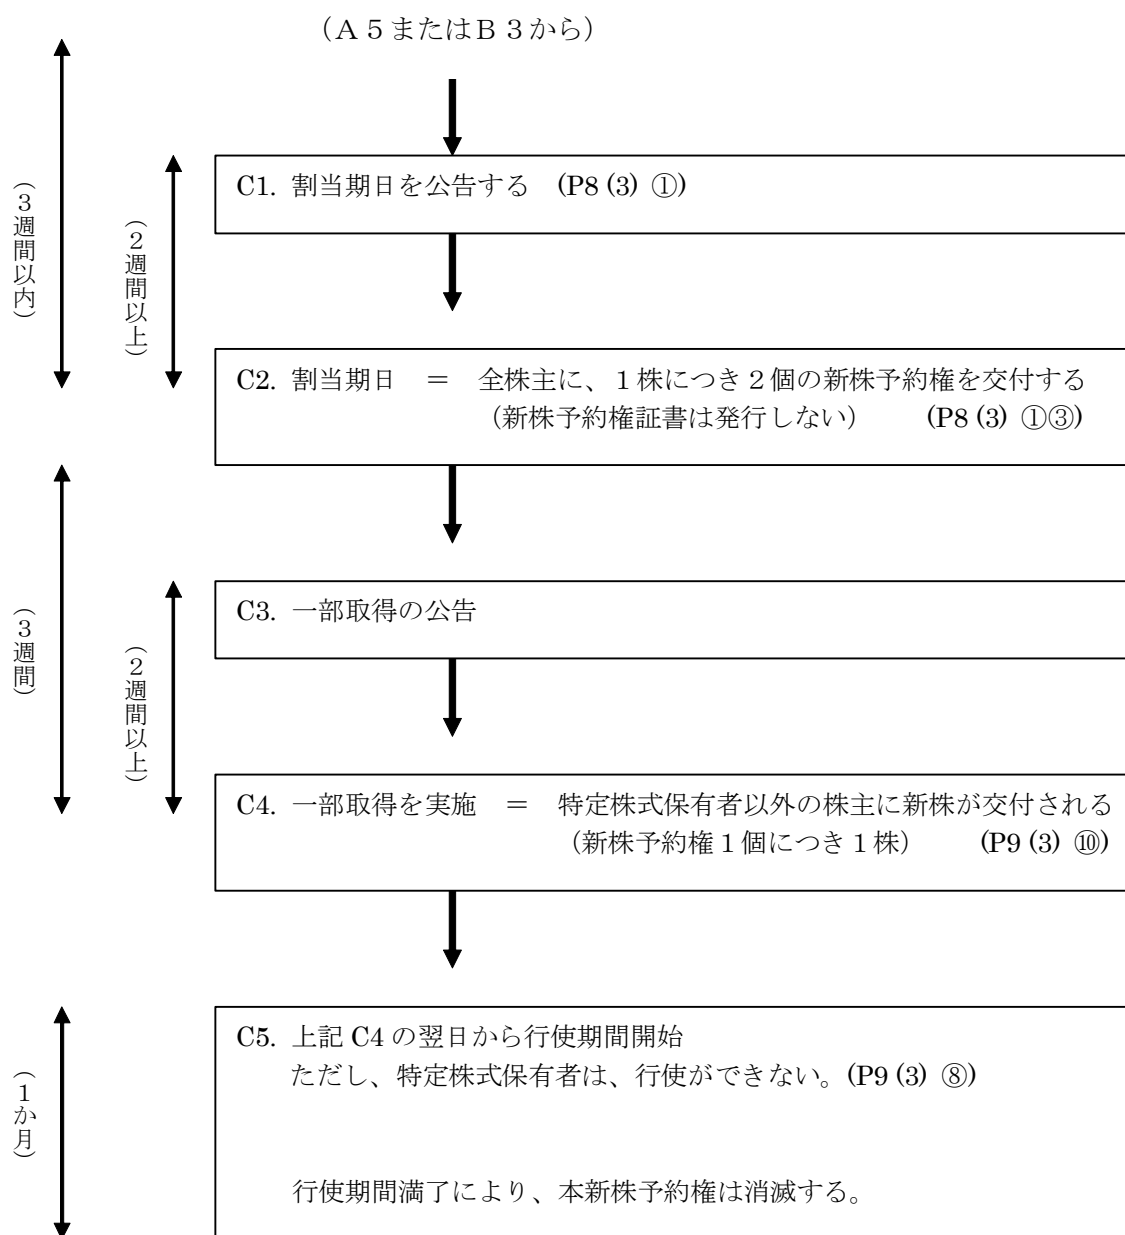 （Ａ５またはＢ３から）
（３週間以内）
（２週間以上）
C1. 割当期日を公告する (P8 (3) ①)
C2. 割当期日 ＝ 全株主に、１株につき２個の新株予約権を交付する
（新株予約権証書は発行しない） (P8 (3) ①③)
（３週間）
（２週間以上）
C3. 一部取得の公告
C4. 一部取得を実施 ＝ 特定株式保有者以外の株主に新株が交付される
（新株予約権１個につき１株） (P9 (3) ⑩)
（１か月）
C5. 上記 C4 の翌日から行使期間開始
ただし、特定株式保有者は、行使ができない。(P9 (3) ⑧)
行使期間満了により、本新株予約権は消滅する。